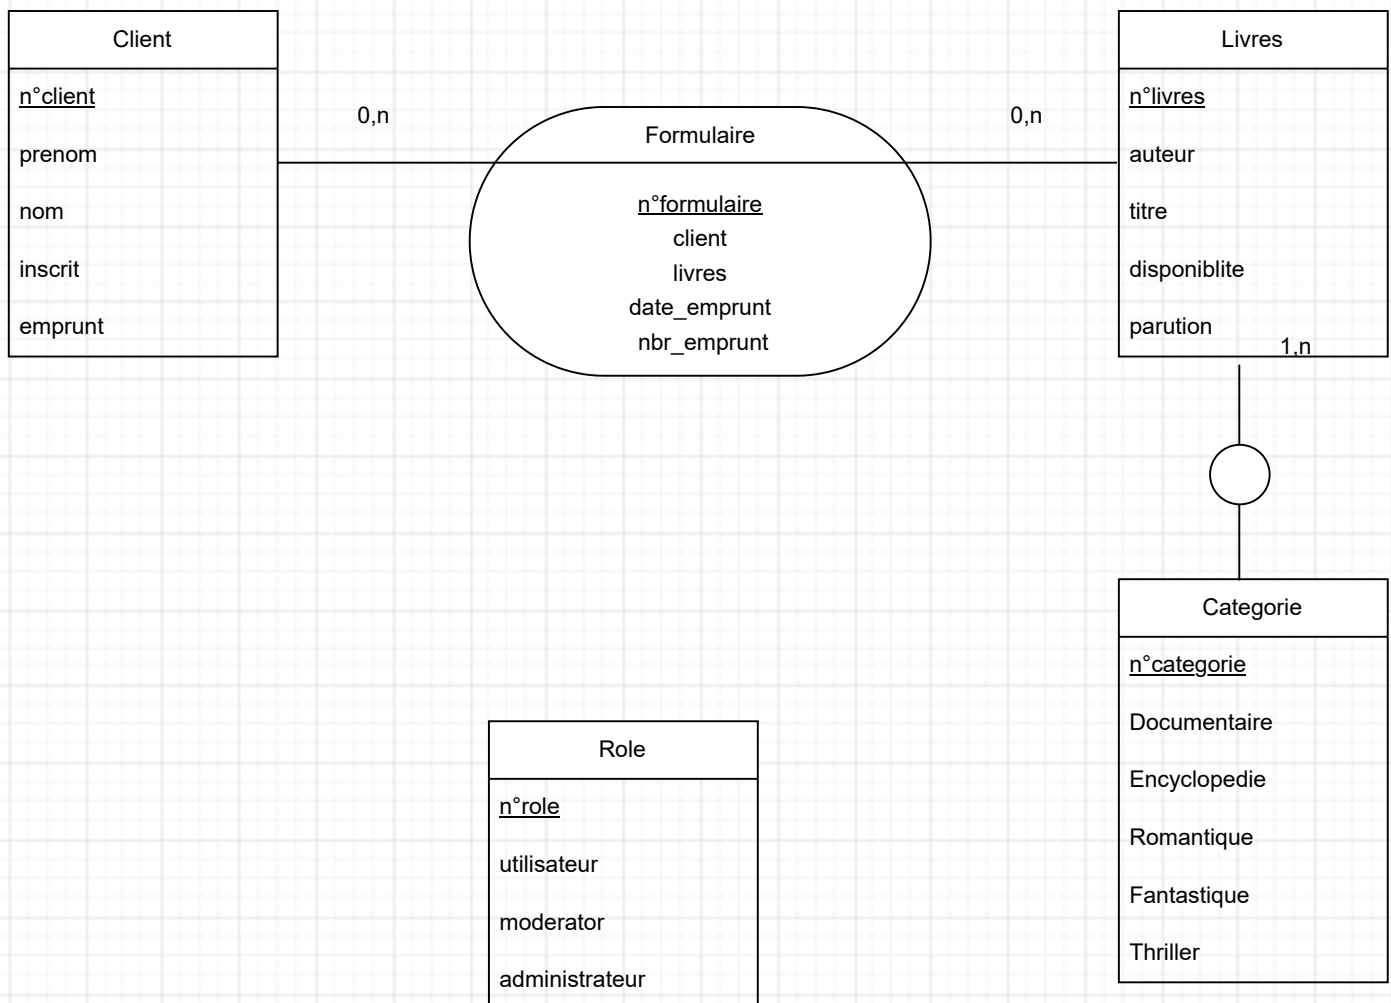 Client
n°client
prenom
nom
inscrit
emprunt
0,n
Formulaire
n°formulaire
client
livres
date_emprunt
nbr_emprunt
0,n
Livres
n°livres
auteur
titre
disponiblite
parution
1,n
Categorie
n°categorie
Documentaire
Encyclopedie
Romantique
Fantastique
Thriller
Role
n°role
utilisateur
moderator
administrateur